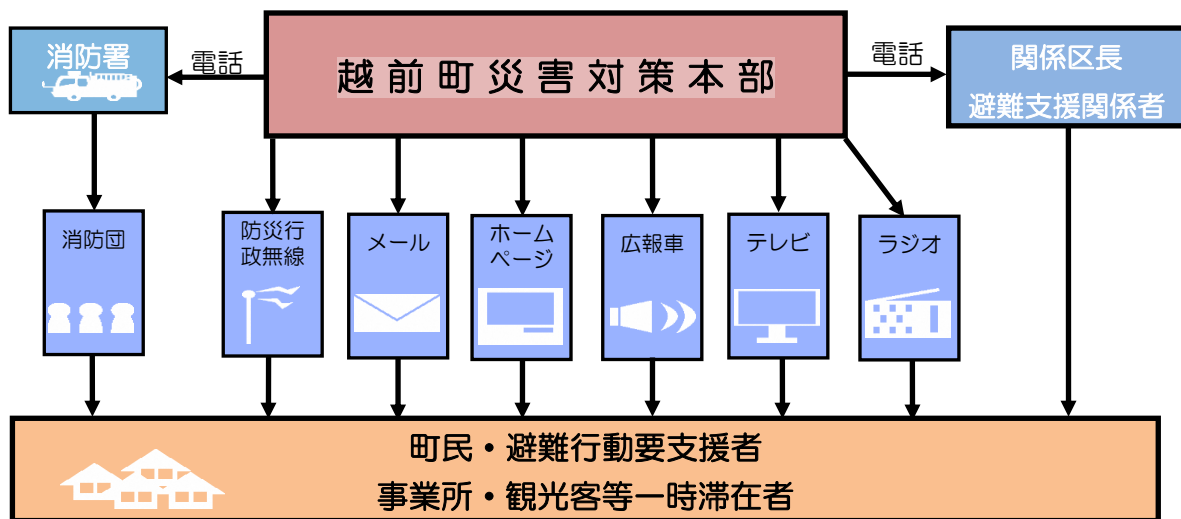 消防署
電話
越前町災害対策本部
電話
関係区長
避難支援関係者
消防団
防災行
政無線
メール
ホーム
ページ
広報車
テレビ
ラジオ
町民・避難行動要支援者
事業所・観光客等一時滞在者